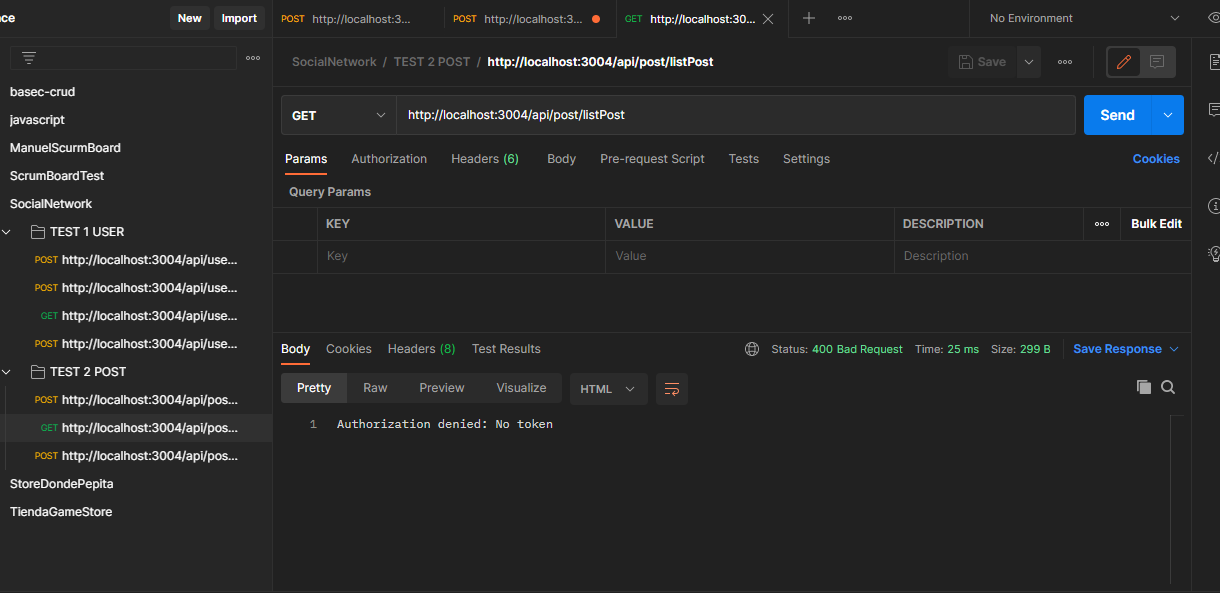 ce
New
Import
POST http://localhost:3...
POST http://localhost:3...
GET http://localhost:30...
No Environment
SocialNetwork / TEST 2 POST / http://localhost:3004/api/post/listPost
Save
GET
http://localhost:3004/api/post/listPost
Send
Params
Authorization
Headers (6)
Body
Pre-request Script
Tests
Settings
Cookies
Query Params
KEY
VALUE
DESCRIPTION
Bulk Edit
Key
Value
Description
basec-crud
javascript
ManuelScurmBoard
ScrumBoardTest
SocialNetwork
TEST 1 USER
POST http://localhost:3004/api/use...
POST http://localhost:3004/api/use...
GET http://localhost:3004/api/use...
POST http://localhost:3004/api/use...
TEST 2 POST
POST http://localhost:3004/api/pos...
GET http://localhost:3004/api/pos...
POST http://localhost:3004/api/pos...
StoreDondePepita
TiendaGameStore
Body
Cookies
Headers (8)
Test Results
Status: 400 Bad Request
Time: 25 ms
Size: 299 B
Save Response
Pretty
Raw
Preview
Visualize
HTML
1 Authorization denied: No token